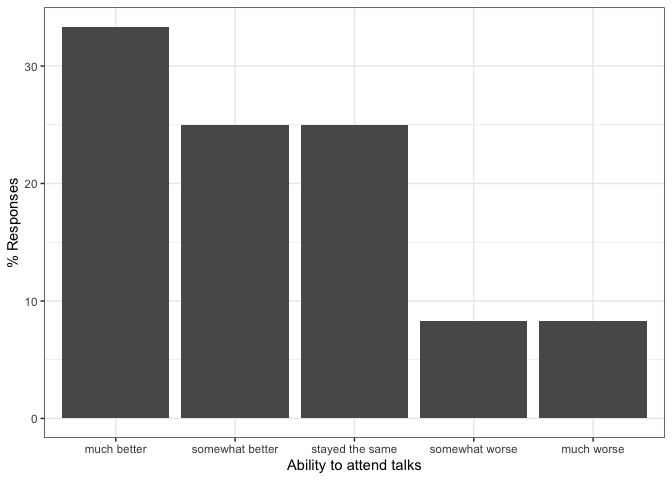 % Responses
30
20
10
0
much better
somewhat better
stayed the same
somewhat worse
much worse
Ability to attend talks